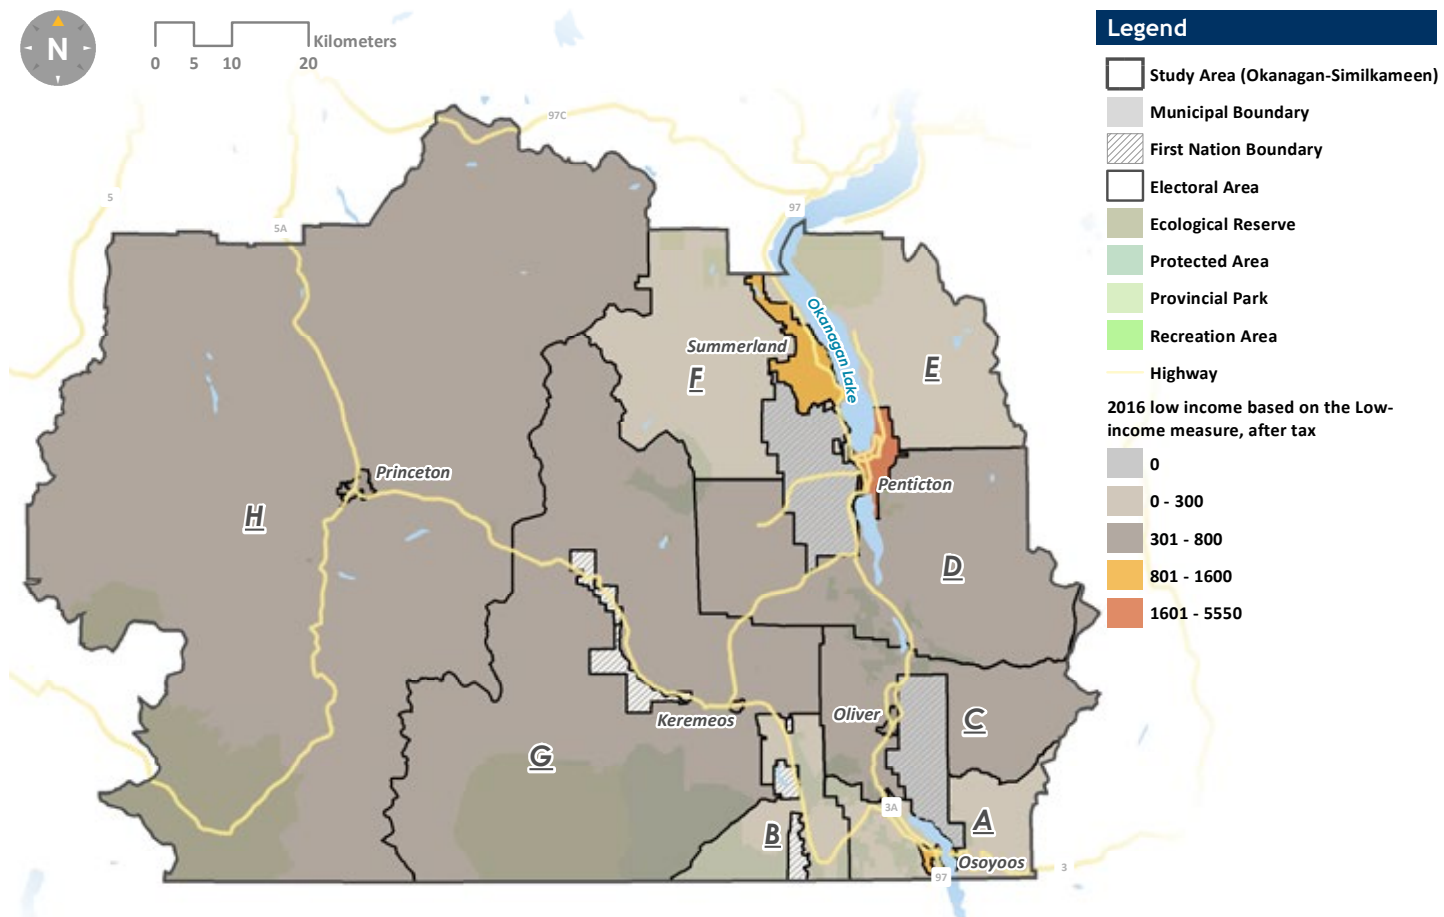 N
Kilometers
0 5 10 20
Legend
Study Area (Okanagan-Similkameen)
Municipal Boundary
First Nation Boundary
Electoral Area
Ecological Reserve
Protected Area
Provincial Park
Recreation Area
Highway
2016 low income based on the Low-
income measure, after tax
0
0 - 300
301 - 800
801 - 1600
1601 - 5550
97C
5
5A
97
Okanagan Lake
Summerland
F
E
Princeton
Penticton
H
D
Keremeos
Oliver
C
G
3A
B
A
Osoyoos
3
97